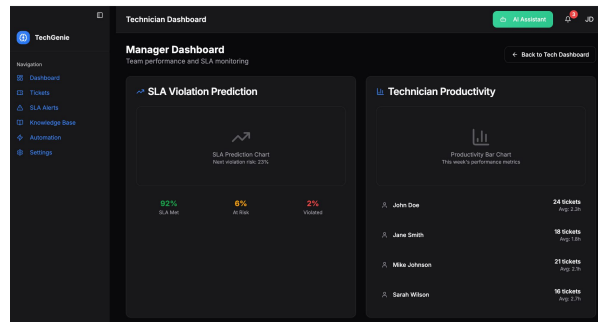 TechGenie
Navigation
Dashboard
Tickets
SLA Alerts
Knowledge Base
Automation
Settings
Technician Dashboard
AI Assistant
3
JD
Manager Dashboard
Team performance and SLA monitoring
← Back to Tech Dashboard
SLA Violation Prediction
SLA Prediction Chart
Next violation risk: 23%
92%
SLA Met
6%
At Risk
2%
Violated
Technician Productivity
Productivity Bar Chart
This week's performance metrics
John Doe
24 tickets
Avg: 2.3h
Jane Smith
18 tickets
Avg: 1.8h
Mike Johnson
21 tickets
Avg: 2.1h
Sarah Wilson
16 tickets
Avg: 2.7h